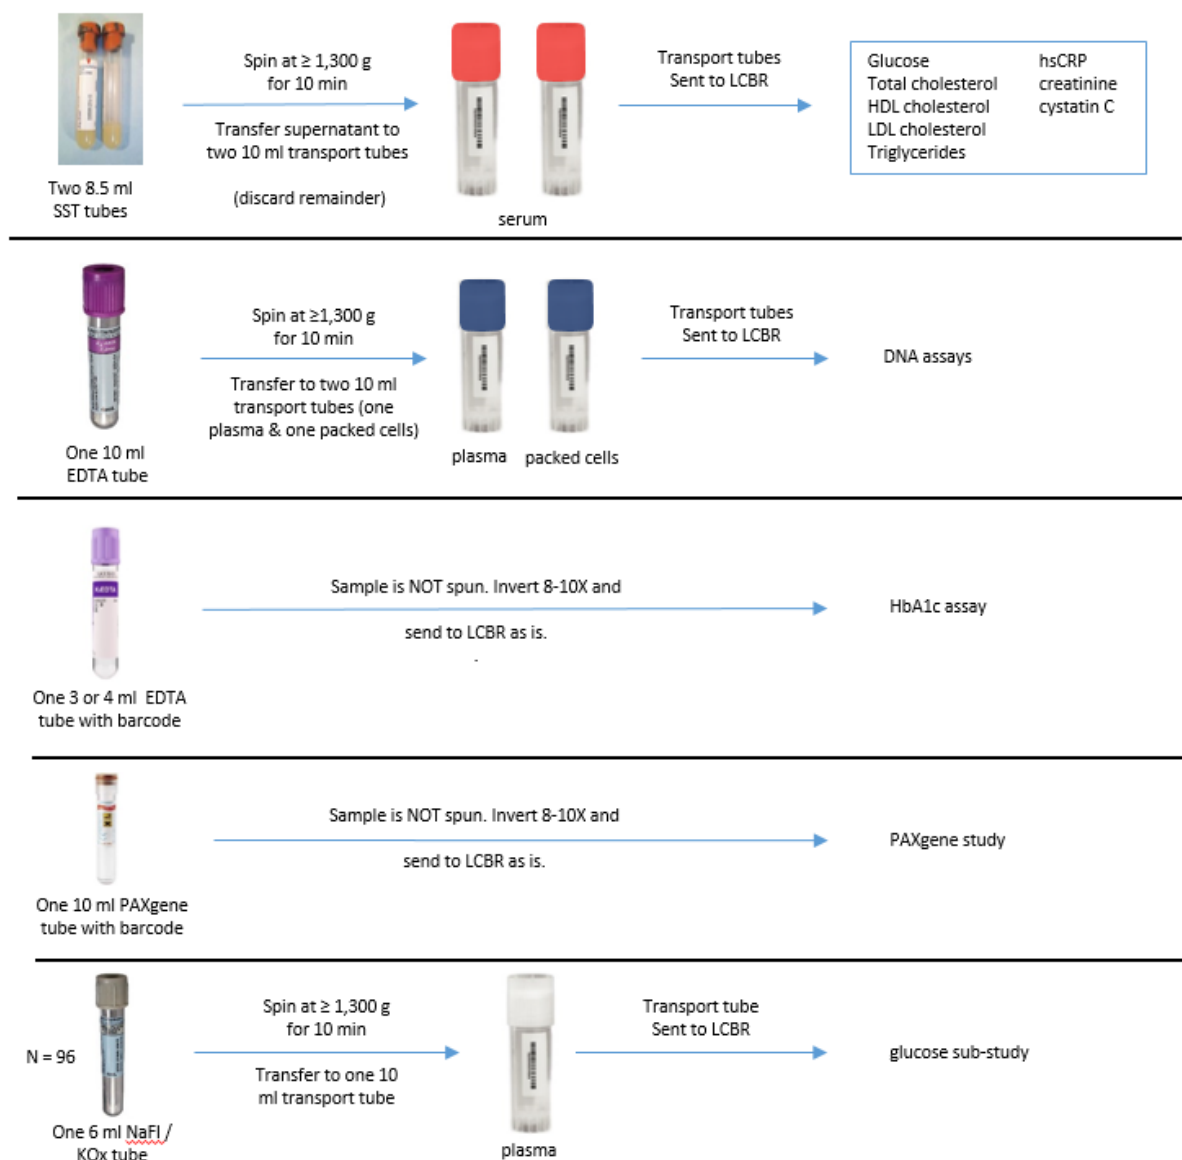 Spin at ≥ 1,300 g
for 10 min
Transfer supernatant to
two 10 ml transport tubes
(discard remainder)
Two 8.5 ml
SST tubes
serum
Transport tubes
Sent to LCBR
Glucose
Total cholesterol
HDL cholesterol
LDL cholesterol
Triglycerides
hsCRP
creatinine
cystatin C
One 10 ml
EDTA tube
Spin at ≥1,300 g
for 10 min
Transfer to two 10 ml
transport tubes (one
plasma & one packed cells)
plasma
packed cells
Transport tubes
Sent to LCBR
DNA assays
One 3 or 4 ml EDTA
tube with barcode
Sample is NOT spun. Invert 8-10X and
send to LCBR as is.
.
HbA1c assay
One 10 ml PAXgene
tube with barcode
Sample is NOT spun. Invert 8-10X and
send to LCBR as is.
PAXgene study
N = 96
One 6 ml NaFl /
KOx tube
Spin at ≥ 1,300 g
for 10 min
Transfer to one 10
ml transport tube
plasma
Transport tube
Sent to LCBR
glucose sub-study